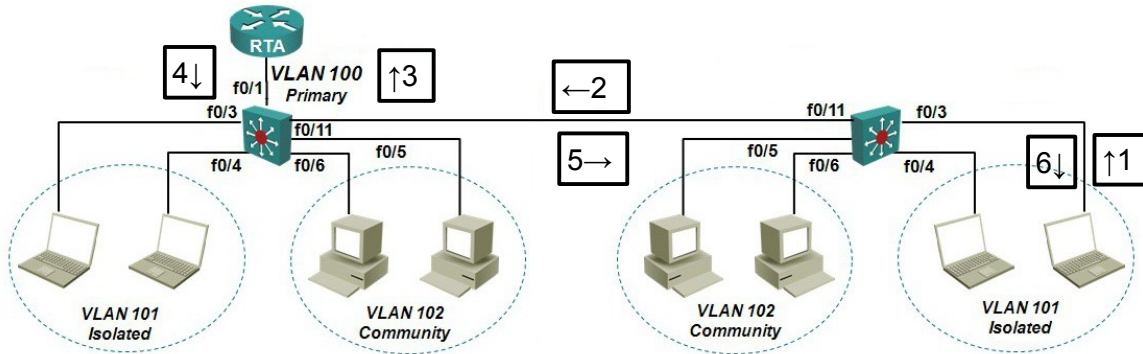 RTA
4↓
VLAN 100
Primary
↑3
f0/1
←2
f0/3
f0/11
f0/11
f0/3
f0/4
f0/6
f0/5
5→
f0/5
f0/6
f0/4
6↓
↑1
VLAN 101
Isolated
VLAN 102
Community
VLAN 102
Community
VLAN 101
Isolated